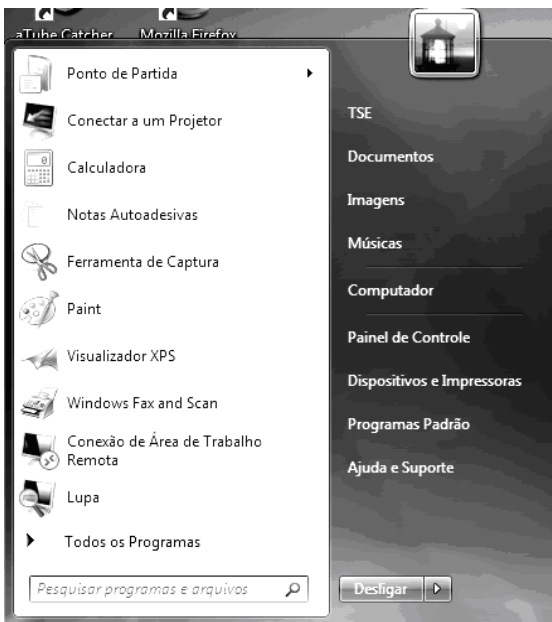 aTube Catcher
Mozilla Firefox
Ponto de Partida
Conectar a um Projetor
Calculadora
Notas Autoadesivas
Ferramenta de Captura
Paint
Visualizador XPS
Windows Fax and Scan
Conexão de Área de Trabalho
Remota
Lupa
Todos os Programas
Pesquisar programas e arquivos
TSE
Documentos
Imagens
Músicas
Computador
Painel de Controle
Dispositivos e Impressoras
Programas Padrão
Ajuda e Suporte
Desligar